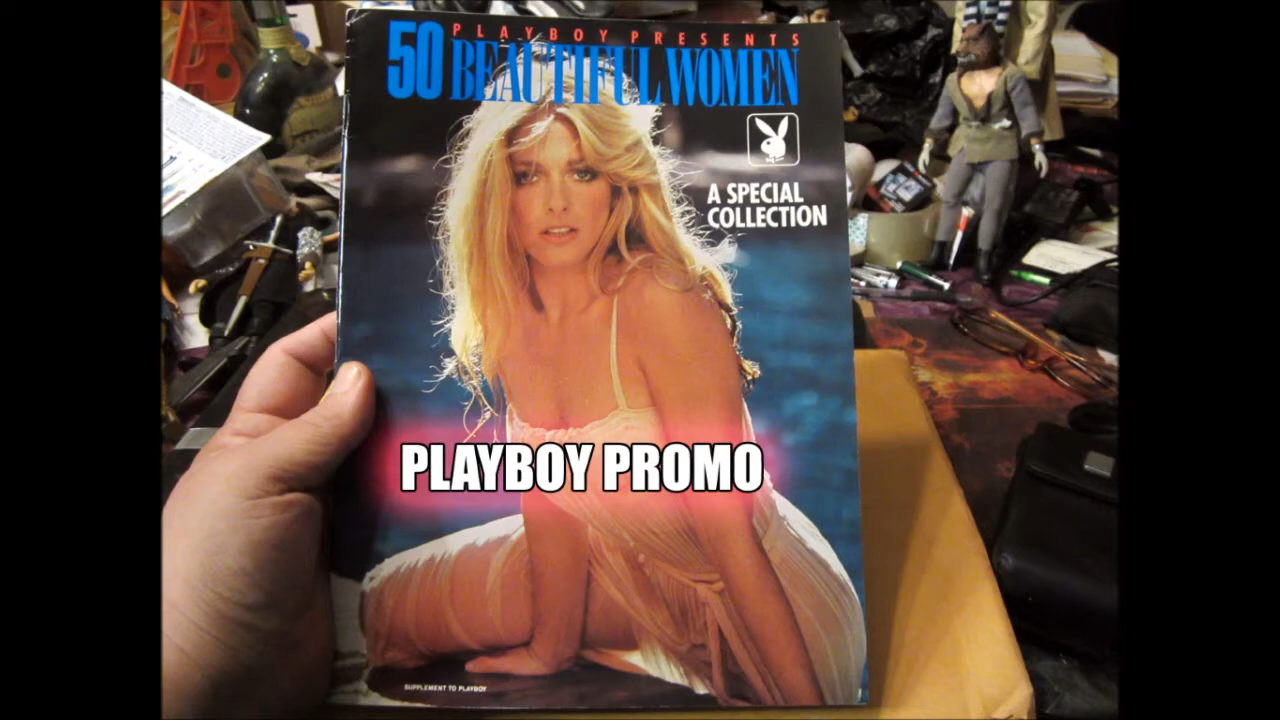 PLAYBOY PRESENTS
50 BEAUTIFUL WOMEN
A SPECIAL
COLLECTION
PLAYBOY PROMO
SUPPLEMENT TO PLAYBOY